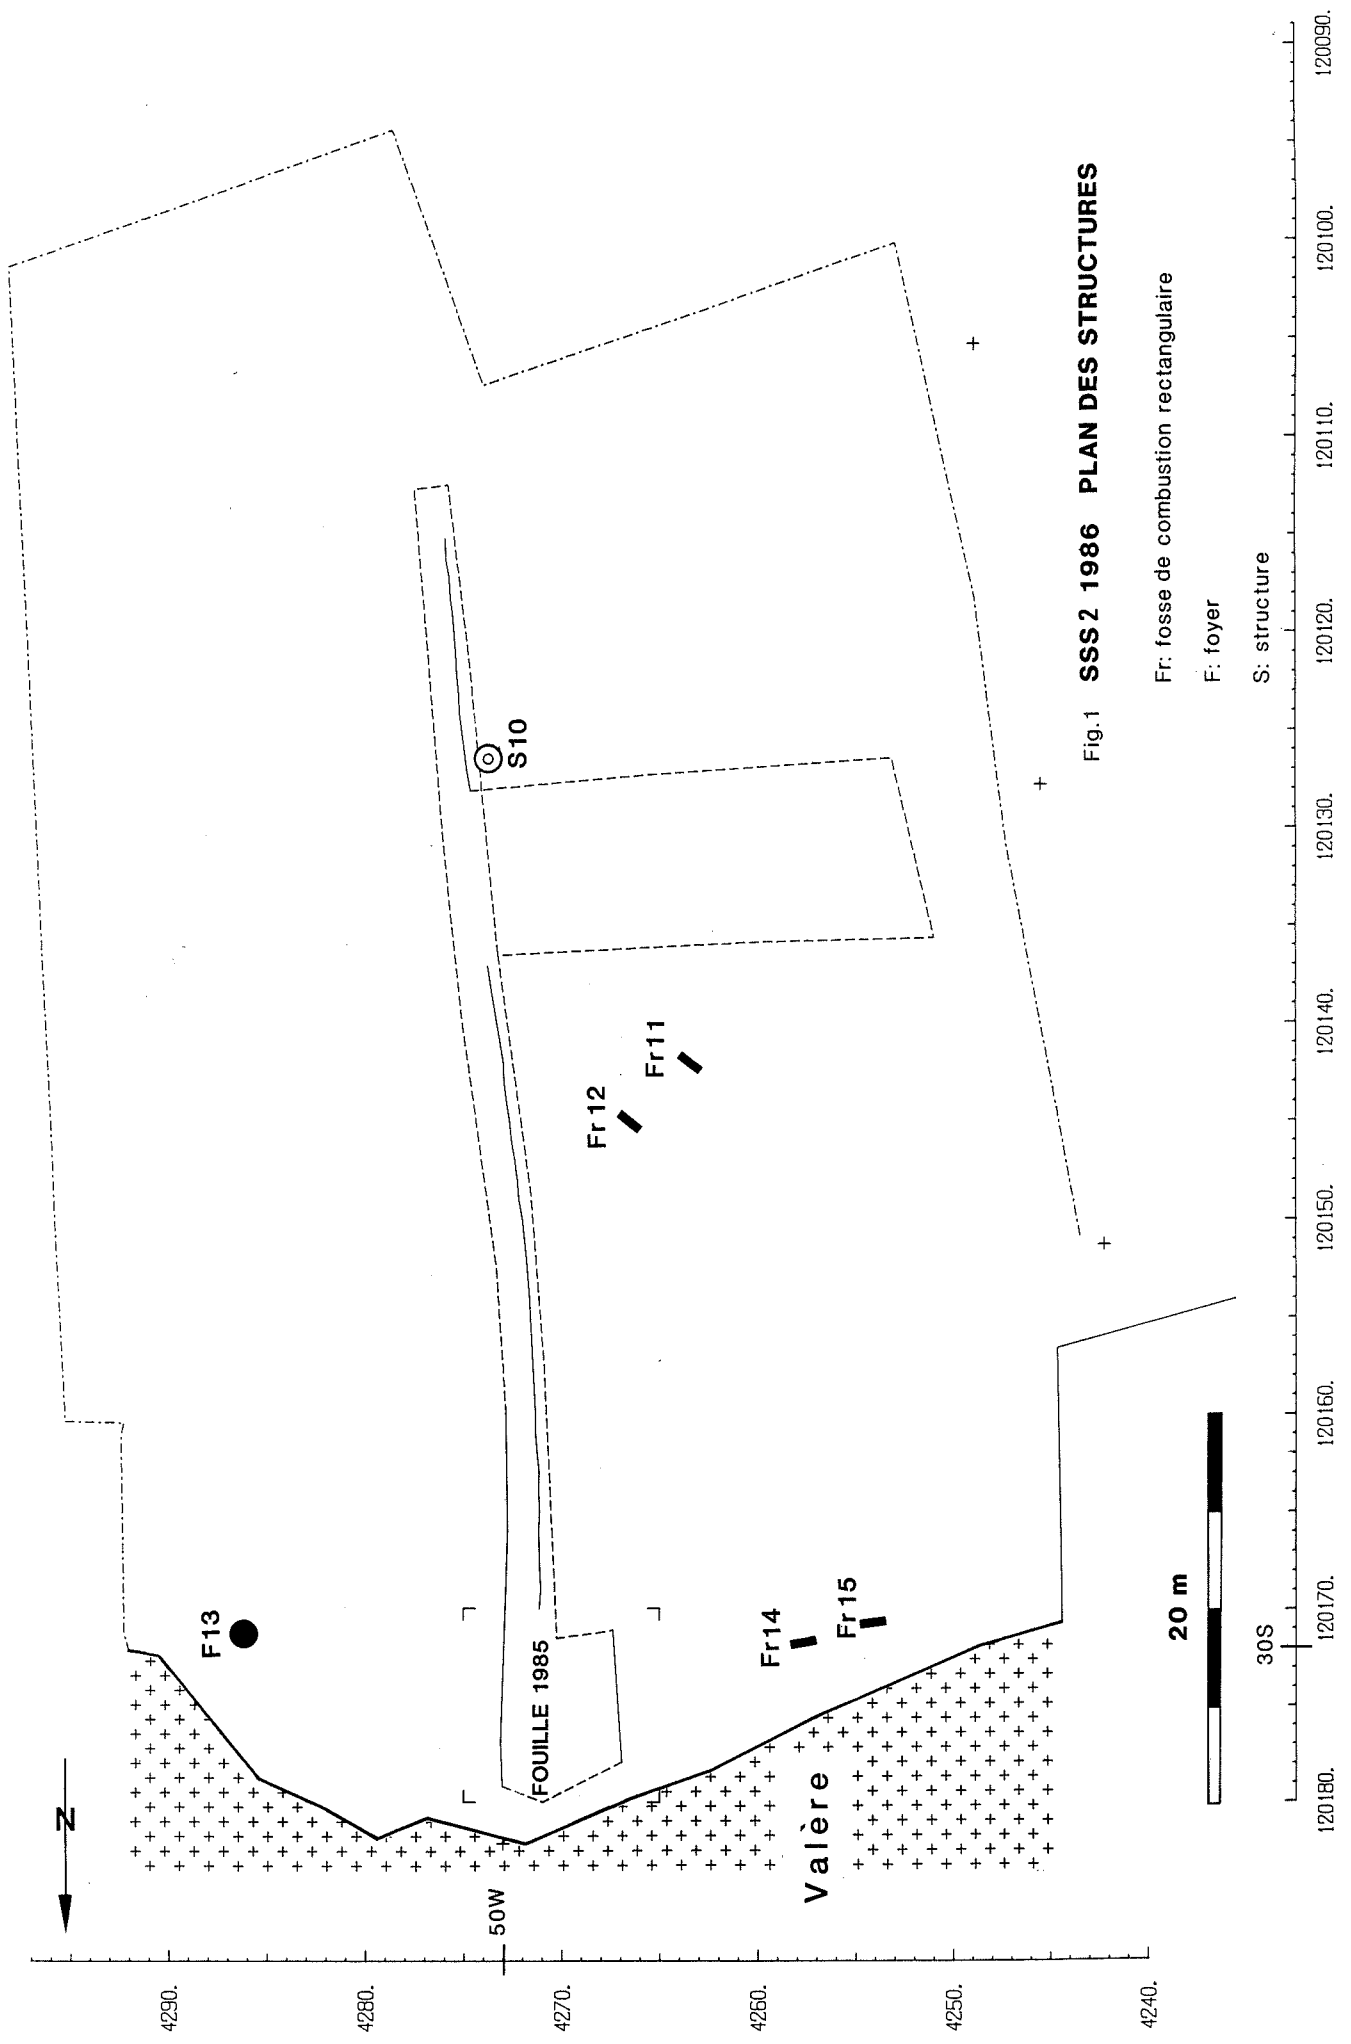 Fig.1 SSS2 1986 PLAN DES STRUCTURES
Fr: fosse de combustion rectangulaire
F: foyer
S: structure
N
F13
S10
Fr11
Fr12
Fr14
Fr15
FOUILLE 1985
Valère
50W
30S
20 m
4290.
4280.
4270.
4260.
4250.
4240.
120180.
120170.
120160.
120150.
120140.
120130.
120120.
120110.
120100.
120090.